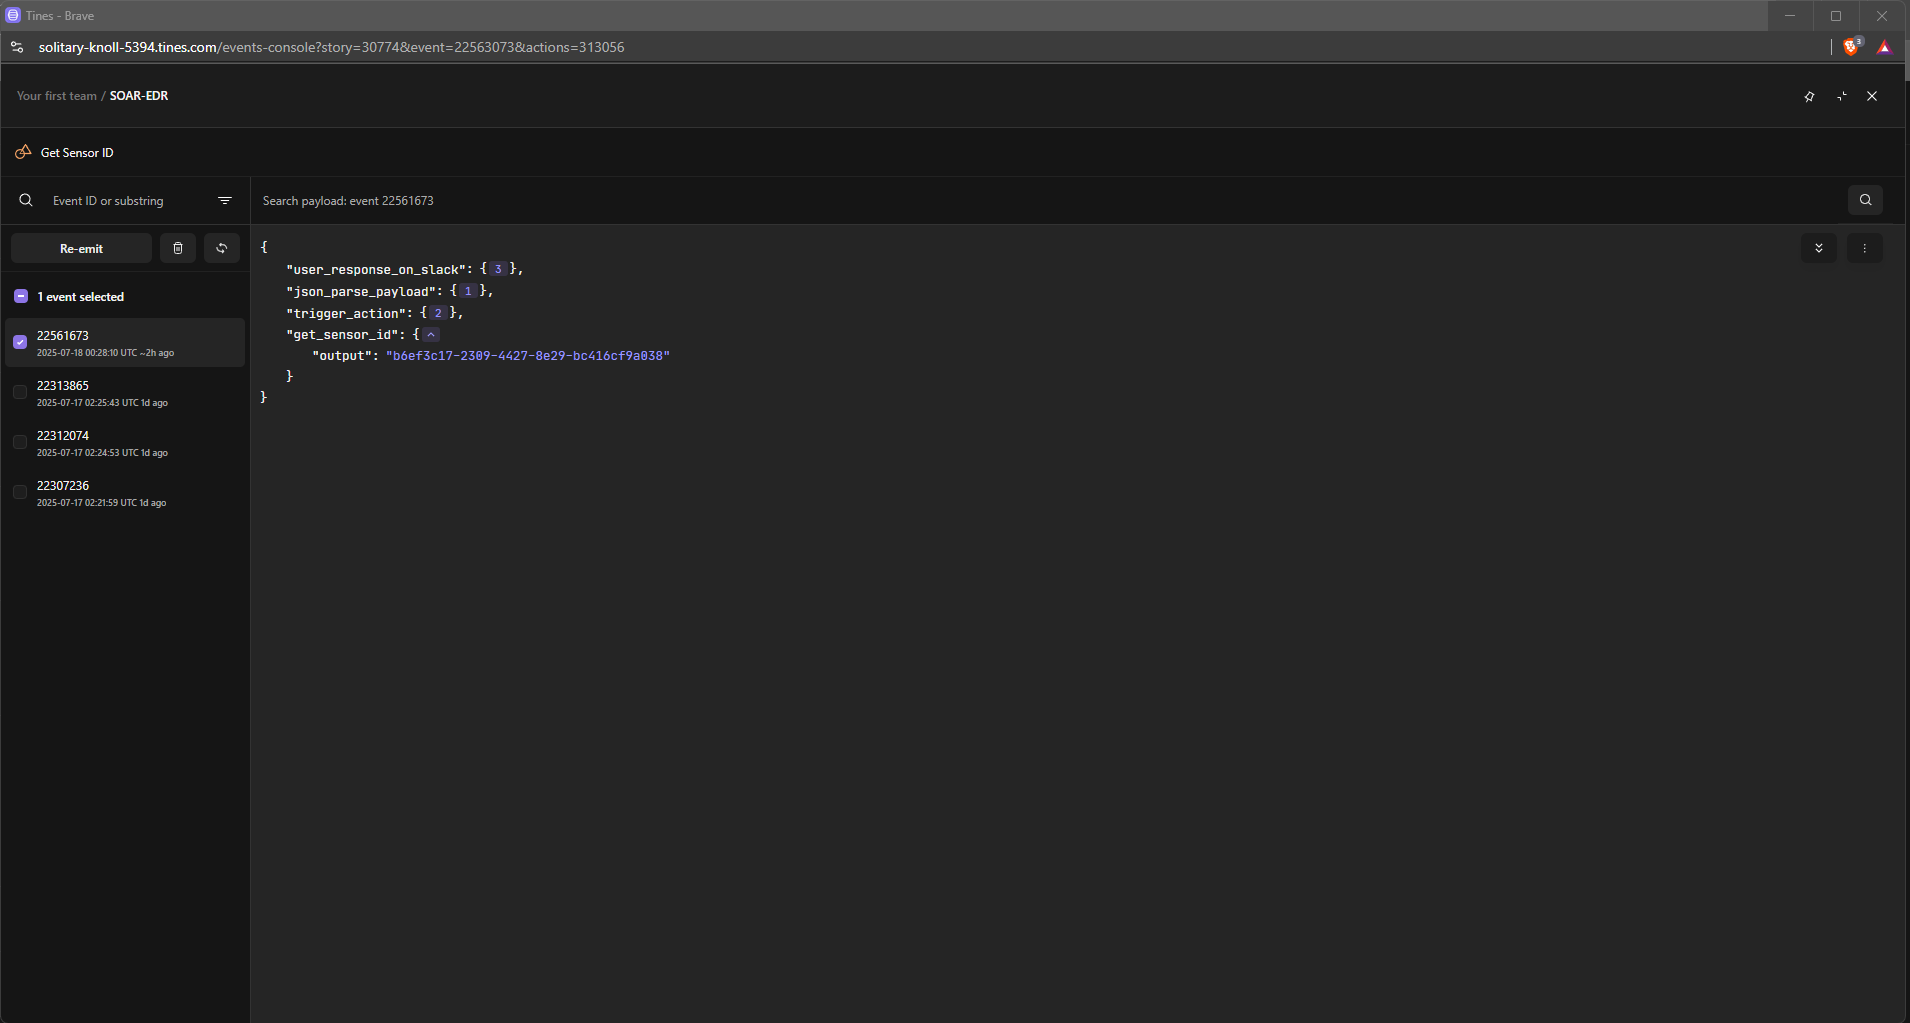 Tines - Brave
solitary-knoll-5394.tines.com/events-console?story=30774&event=22563073&actions=313056
3
Your first team / SOAR-EDR
Get Sensor ID
Event ID or substring
Search payload: event 22561673
Re-emit
1 event selected
22561673
2025-07-18 00:28:10 UTC ~2h ago
22313865
2025-07-17 02:25:43 UTC 1d ago
22312074
2025-07-17 02:24:53 UTC 1d ago
22307236
2025-07-17 02:21:59 UTC 1d ago
{
"user_response_on_slack": { 3 },
"json_parse_payload": { 1 },
"trigger_action": { 2 },
"get_sensor_id": {
"output": "b6ef3c17-2309-4427-8e29-bc416cf9a038"
}
}